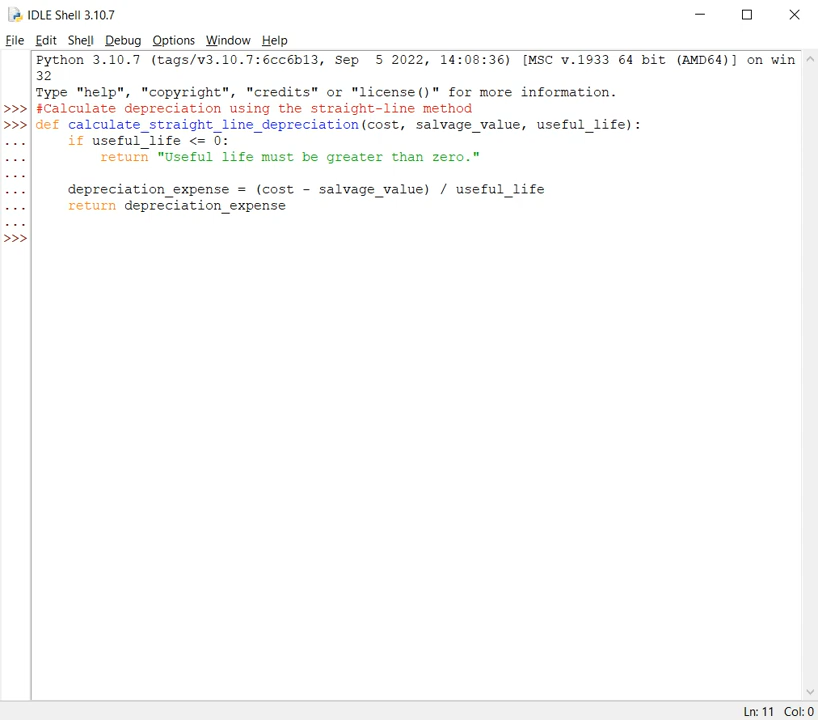 IDLE Shell 3.10.7
File Edit Shell Debug Options Window Help
Python 3.10.7 (tags/v3.10.7:6cc6b13, Sep  5 2022, 14:08:36) [MSC v.1933 64 bit (AMD64)] on win
32
Type "help", "copyright", "credits" or "license()" for more information.
>>> #Calculate depreciation using the straight-line method
>>> def calculate_straight_line_depreciation(cost, salvage_value, useful_life):
...     if useful_life <= 0:
...         return "Useful life must be greater than zero."
...
...     depreciation_expense = (cost - salvage_value) / useful_life
...     return depreciation_expense
...
>>>
Ln: 11 Col: 0